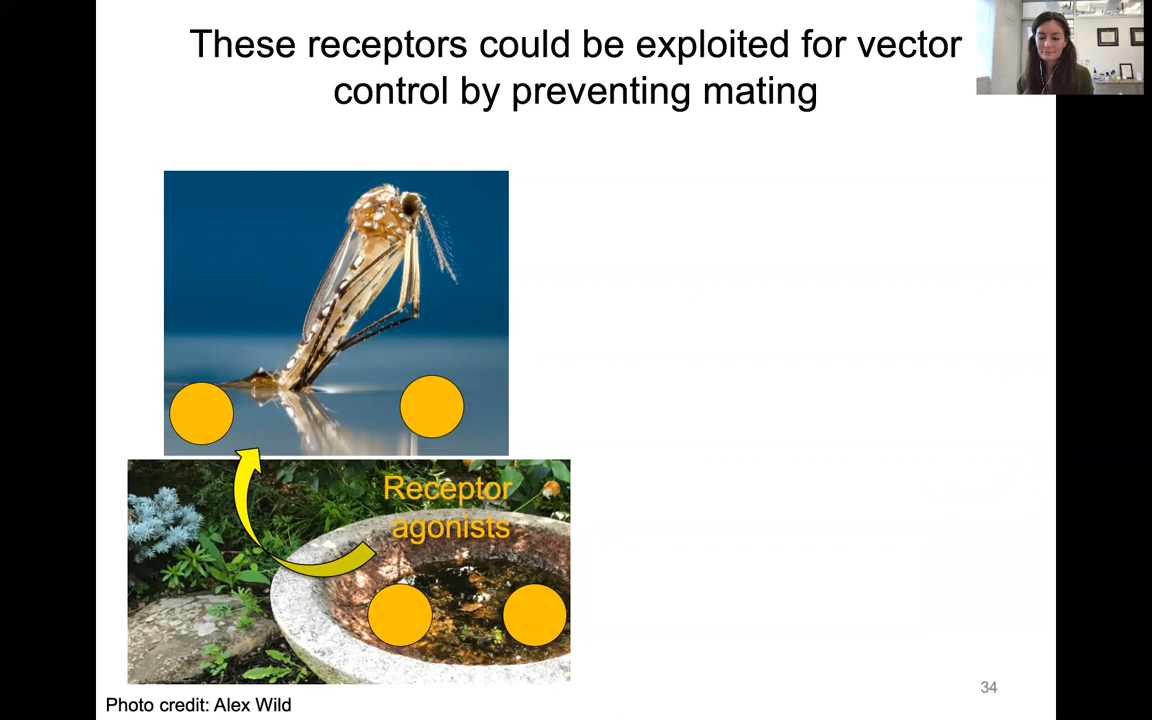 These receptors could be exploited for vector
control by preventing mating
Receptor
agonists
34
Photo credit: Alex Wild